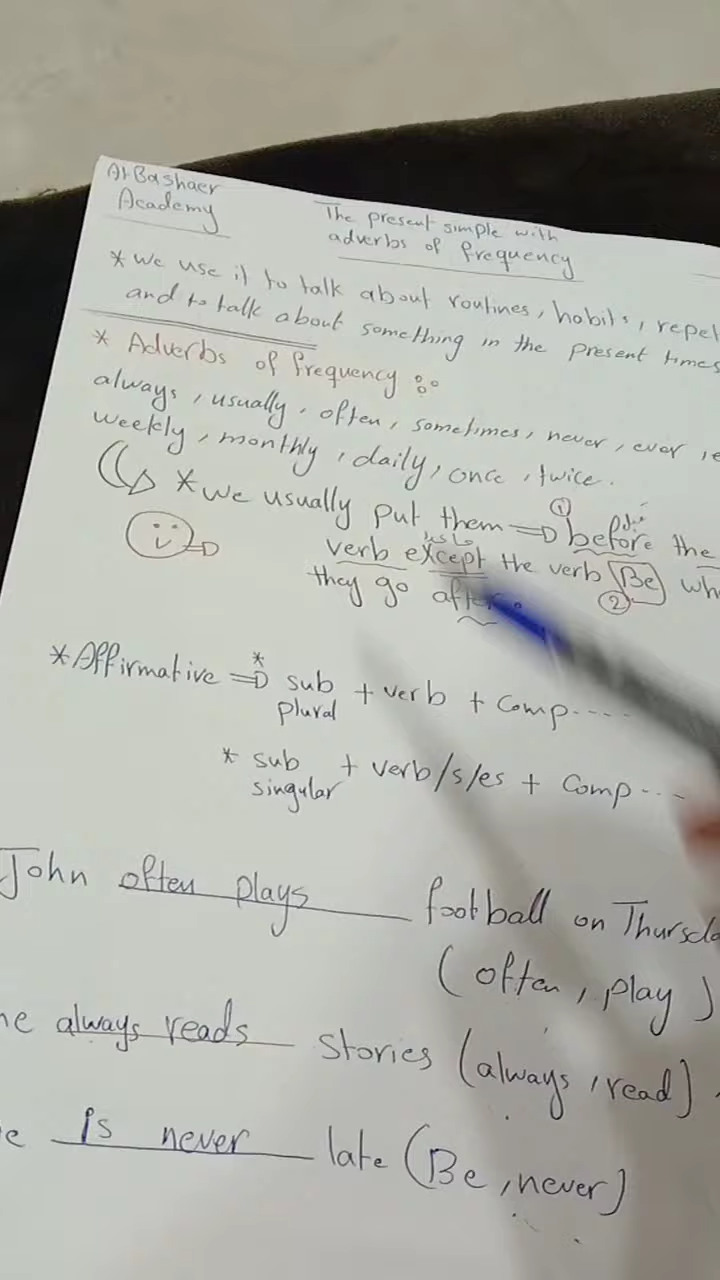 Al-Bashaer
Academy
The present simple with
adverbs of frequency
* we use it to talk about routines, habits,
and to talk about something in the present times
* Adverbs of frequency
always, usually, often, sometimes, never, ever
weekly, monthly, daily, once, twice.
* we usually put them ⇒ ① before the
قبل
verb except the verb Be
ماعدا
② they go after
* Affirmative ⇒ * sub + verb + Comp....
plural
* sub + verb/s/es + Comp...
singular
John often plays football on
(often, play)
always reads stories (always, read)
is never late (Be, never)